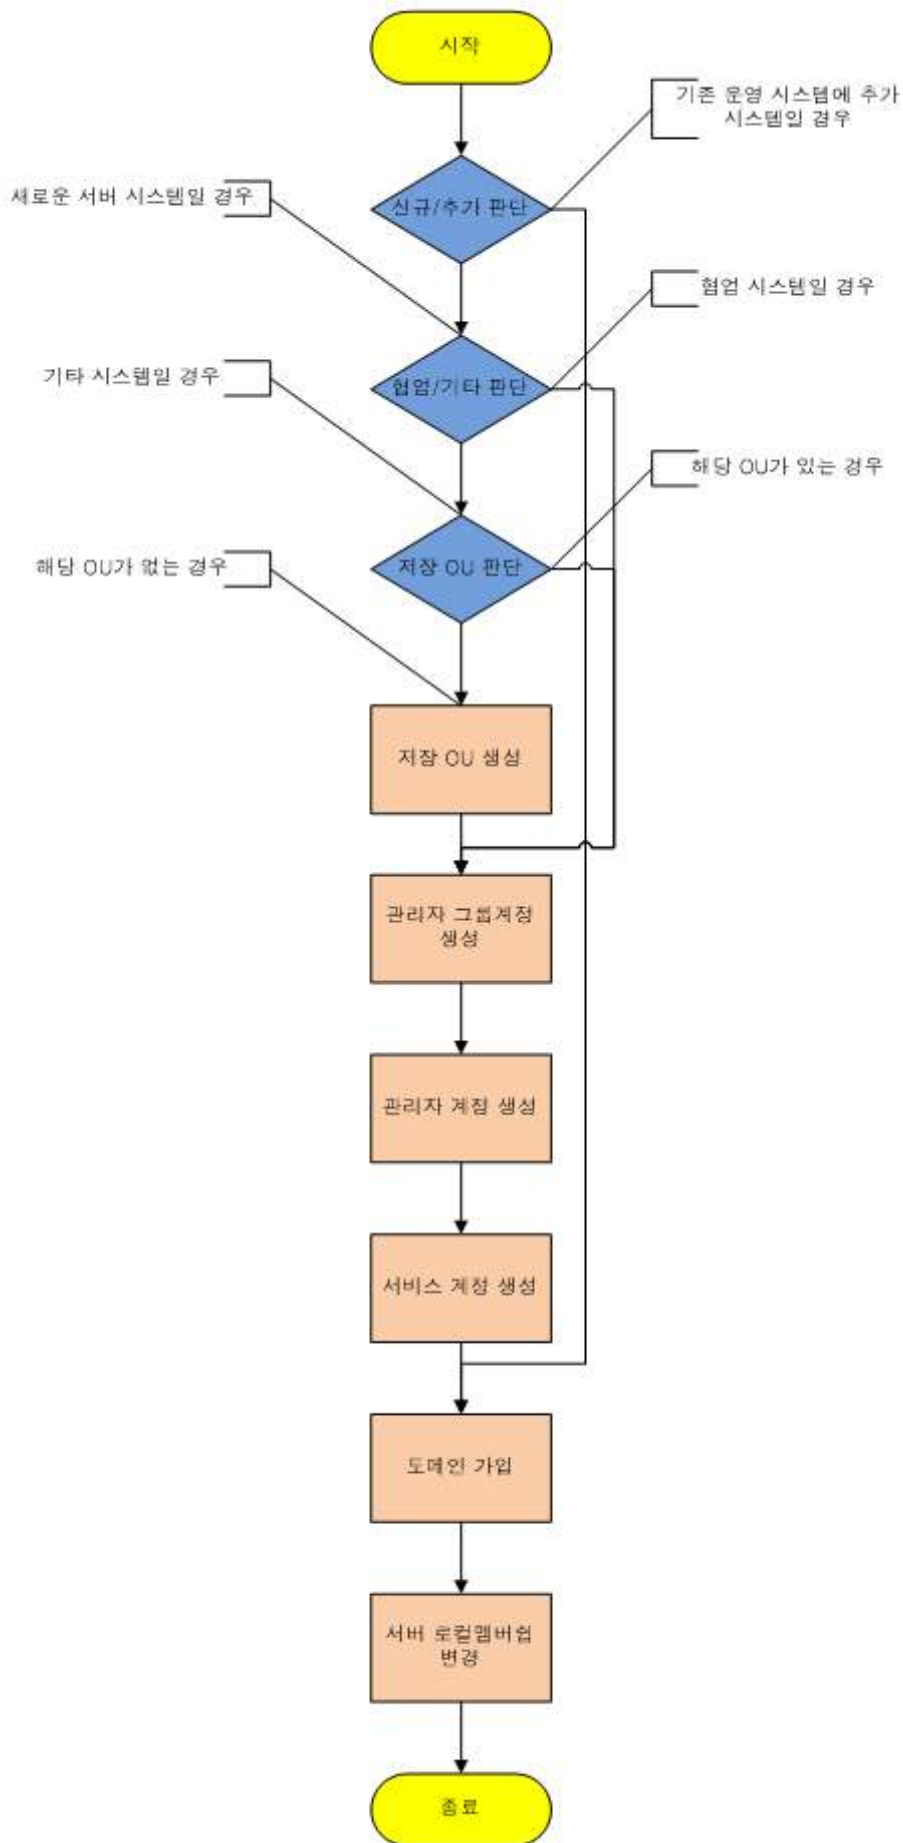 시작
기존 운영 시스템에 추가
시스템일 경우
새로운 서버 시스템일 경우
신규/추가 판단
협업 시스템일 경우
기타 시스템일 경우
협업/기타 판단
해당 OU가 있는 경우
해당 OU가 없는 경우
저장 OU 판단
저장 OU 생성
관리자 그룹계정
생성
관리자 계정 생성
서비스 계정 생성
도메인 가입
서버 로컬멤버쉽
변경
종료